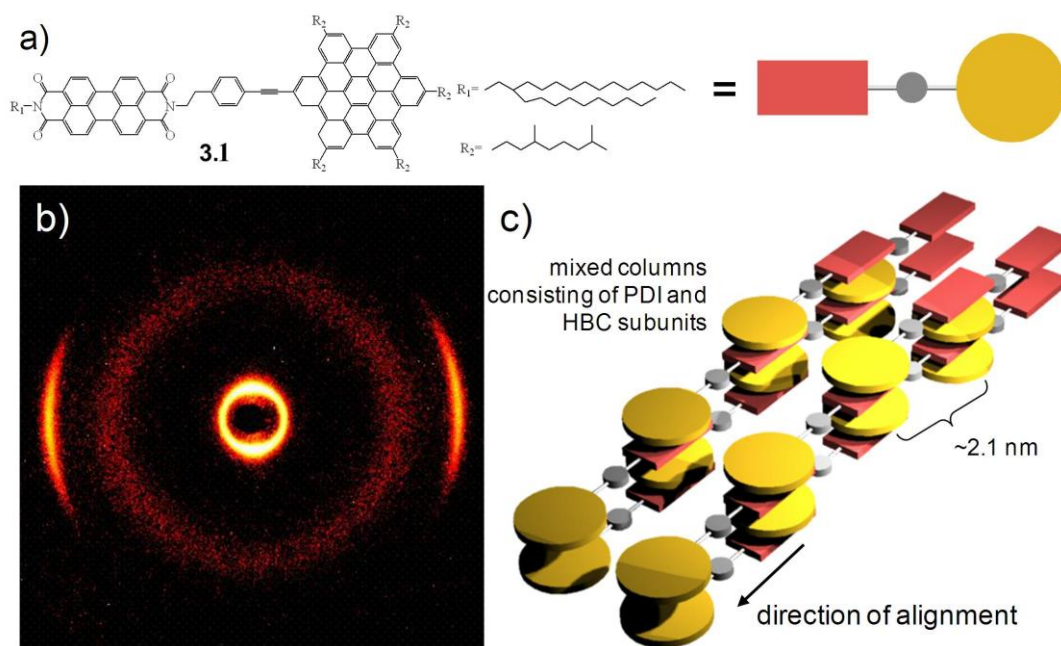 a)
R₂ R₂
O O
R₁-N N
R₂
R₁=
=
O O
3.1
R₂ R₂
R₂=
b)
c)
mixed columns
consisting of PDI and
HBC subunits
~2.1 nm
direction of alignment